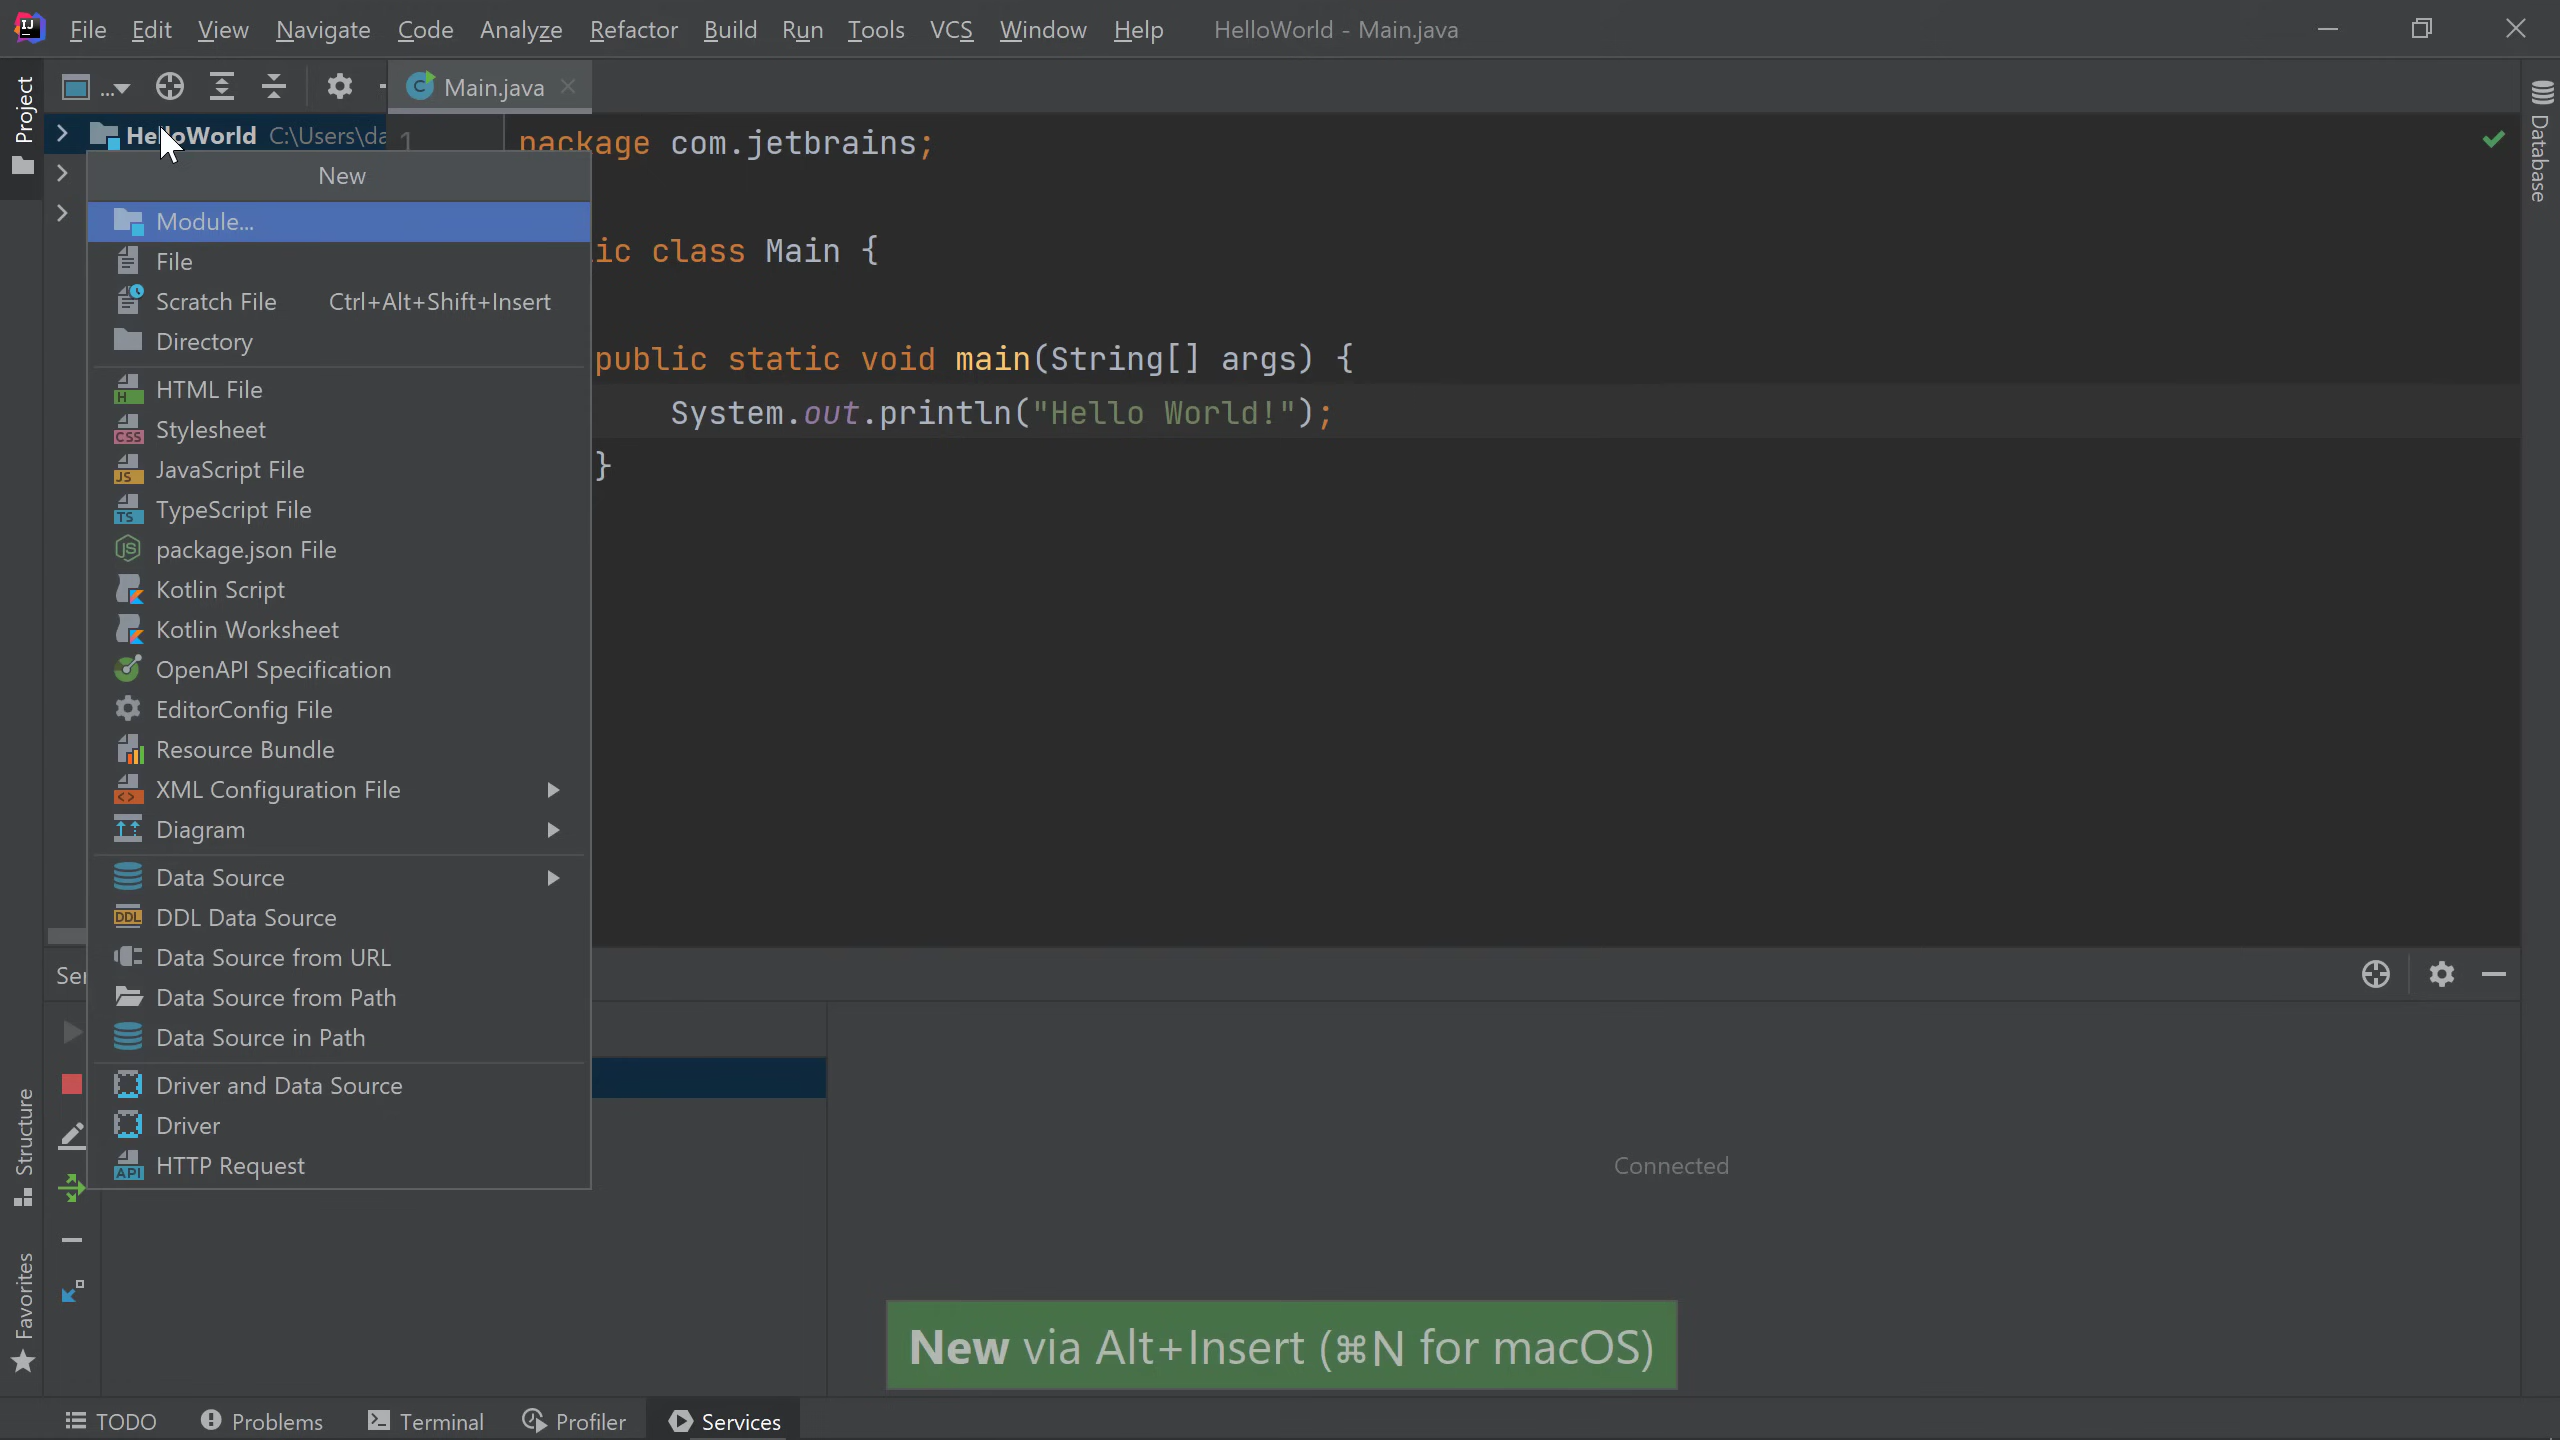 File Edit View Navigate Code Analyze Refactor Build Run Tools VCS Window Help HelloWorld - Main.java
Project
... Main.java
HelloWorld C:\Users\da
1
package com.jetbrains;
New
Module...
ic class Main {
File
Scratch File Ctrl+Alt+Shift+Insert
Directory
public static void main(String[] args) {
HTML File
System.out.println("Hello World!");
Stylesheet
JavaScript File
}
TypeScript File
package.json File
Kotlin Script
Kotlin Worksheet
OpenAPI Specification
EditorConfig File
Resource Bundle
XML Configuration File
Diagram
Data Source
DDL Data Source
Data Source from URL
Data Source from Path
Data Source in Path
Driver and Data Source
Driver
HTTP Request
Database
Ser
Structure
Favorites
Connected
New via Alt+Insert (⌘N for macOS)
TODO Problems Terminal Profiler Services